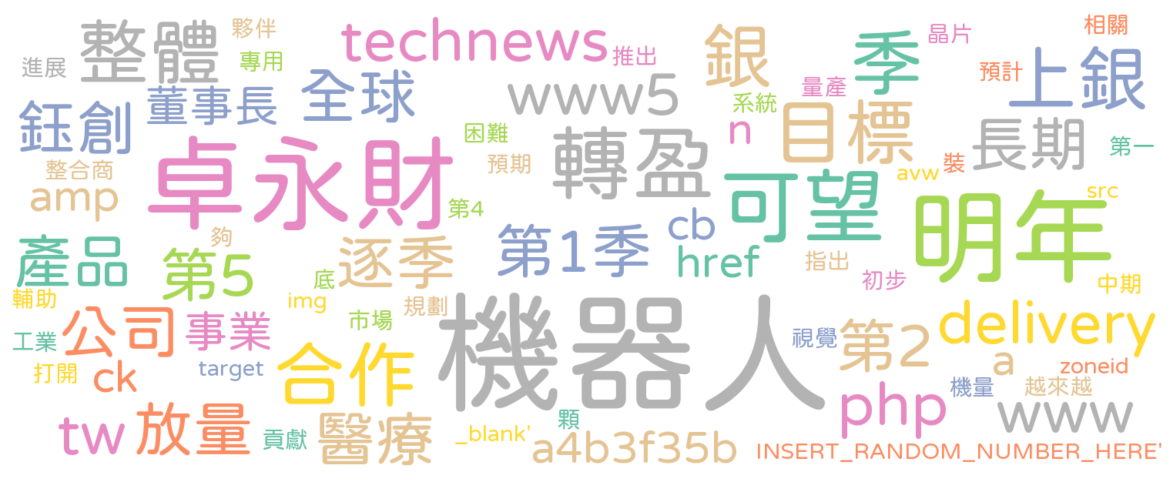 整體
夥伴
technews
推出
銀
季
晶片
相關
進展
專用
全球
預計
上銀
鈺創
董事長
www5
系統
量產
目標
困難
n
長期
第一
卓永財
預期
轉盈
整合商
amp
可望
avw
裝
明年
src
第4
夠
第1季
cb
產品
第5
逐季
href
指出
初步
中期
底
輔助
img
規劃
機器人
公司
事業
市場
工業
視覺
第2
delivery
打開
ck
target
合作
a
zoneid
機量
越來越
php
www
tw
放量
貢獻
醫療
_blank'
顆
a4b3f35b
INSERT_RANDOM_NUMBER_HERE'